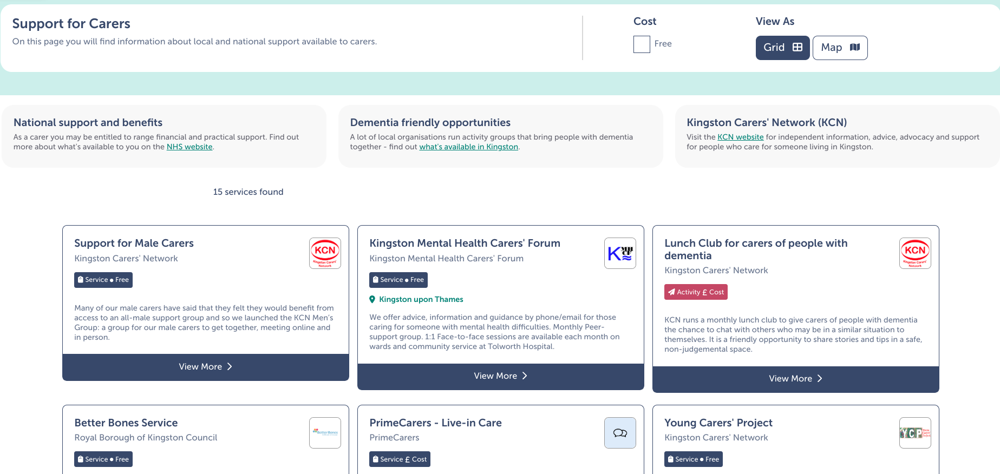 Support for Carers
On this page you will find information about local and national support available to carers.
Cost
Free
View As
Grid
Map
National support and benefits
As a carer you may be entitled to range financial and practical support. Find out
more about what's available to you on the NHS website.
Dementia friendly opportunities
A lot of local organisations run activity groups that bring people with dementia
together - find out what's available in Kingston.
Kingston Carers' Network (KCN)
Visit the KCN website for independent information, advice, advocacy and support
for people who care for someone living in Kingston.
15 services found
Support for Male Carers
Kingston Carers' Network
KCN
Kingston Carers'
Network
Service • Free
Many of our male carers have said that they felt they would benefit from
access to an all-male support group and so we launched the KCN Men's
Group: a group for our male carers to get together, meeting online and
in person.
View More
Kingston Mental Health Carers' Forum
Kingston Mental Health Carers' Forum
K MH
CF
Service • Free
Kingston upon Thames
We offer advice, information and guidance by phone/email for those
caring for someone with mental health difficulties. Monthly Peer-
support group. 1:1 Face-to-face sessions are available each month on
wards and community service at Tolworth Hospital.
View More
Lunch Club for carers of people with
dementia
Kingston Carers' Network
KCN
Kingston Carers'
Network
Activity £ Cost
KCN runs a monthly lunch club to give carers of people with dementia
the chance to chat with others who may be in a similar situation to
themselves. It is a friendly opportunity to share stories and tips in a safe,
non-judgemental space.
View More
Better Bones Service
Royal Borough of Kingston Council
Better Bones
Service • Free
PrimeCarers - Live-in Care
PrimeCarers
Service £ Cost
Young Carers' Project
Kingston Carers' Network
YCP
Young
Carers'
Project
Service • Free